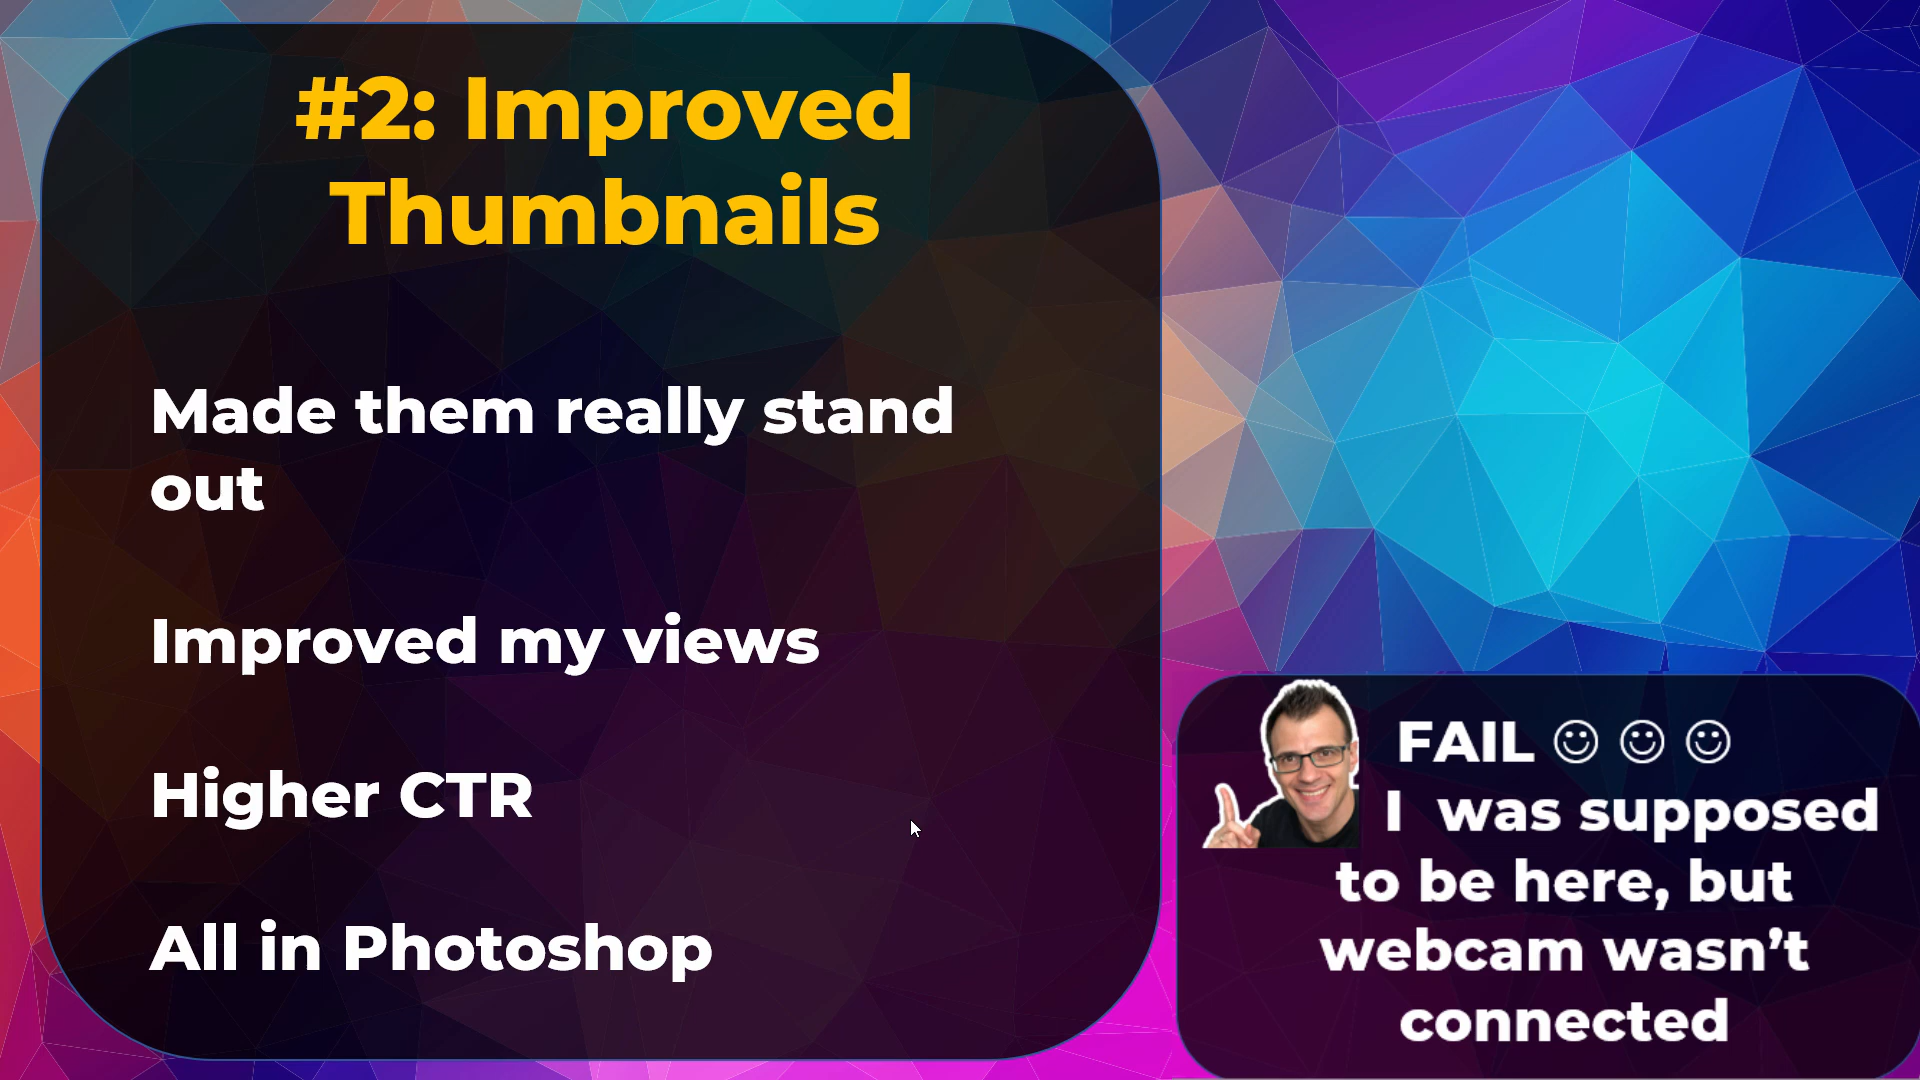 #2: Improved
Thumbnails
Made them really stand
out
Improved my views
Higher CTR
All in Photoshop
FAIL ☺ ☺ ☺
I was supposed
to be here, but
webcam wasn’t
connected